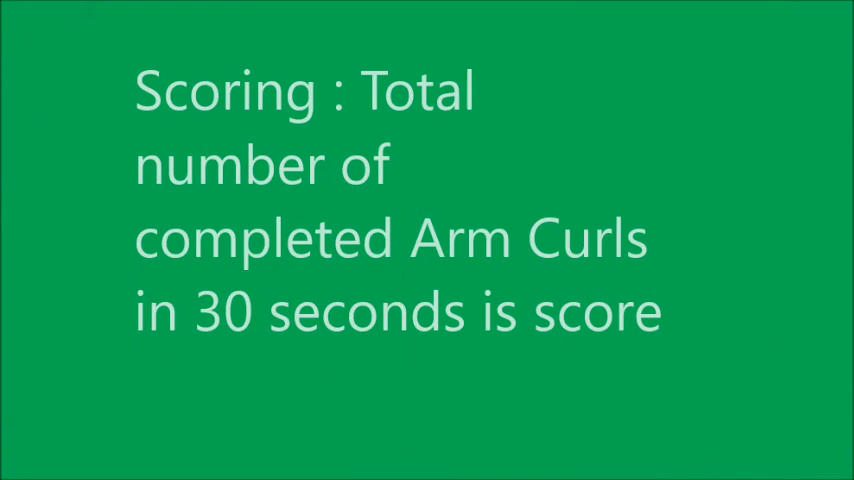 Scoring : Total
number of
completed Arm Curls
in 30 seconds is score